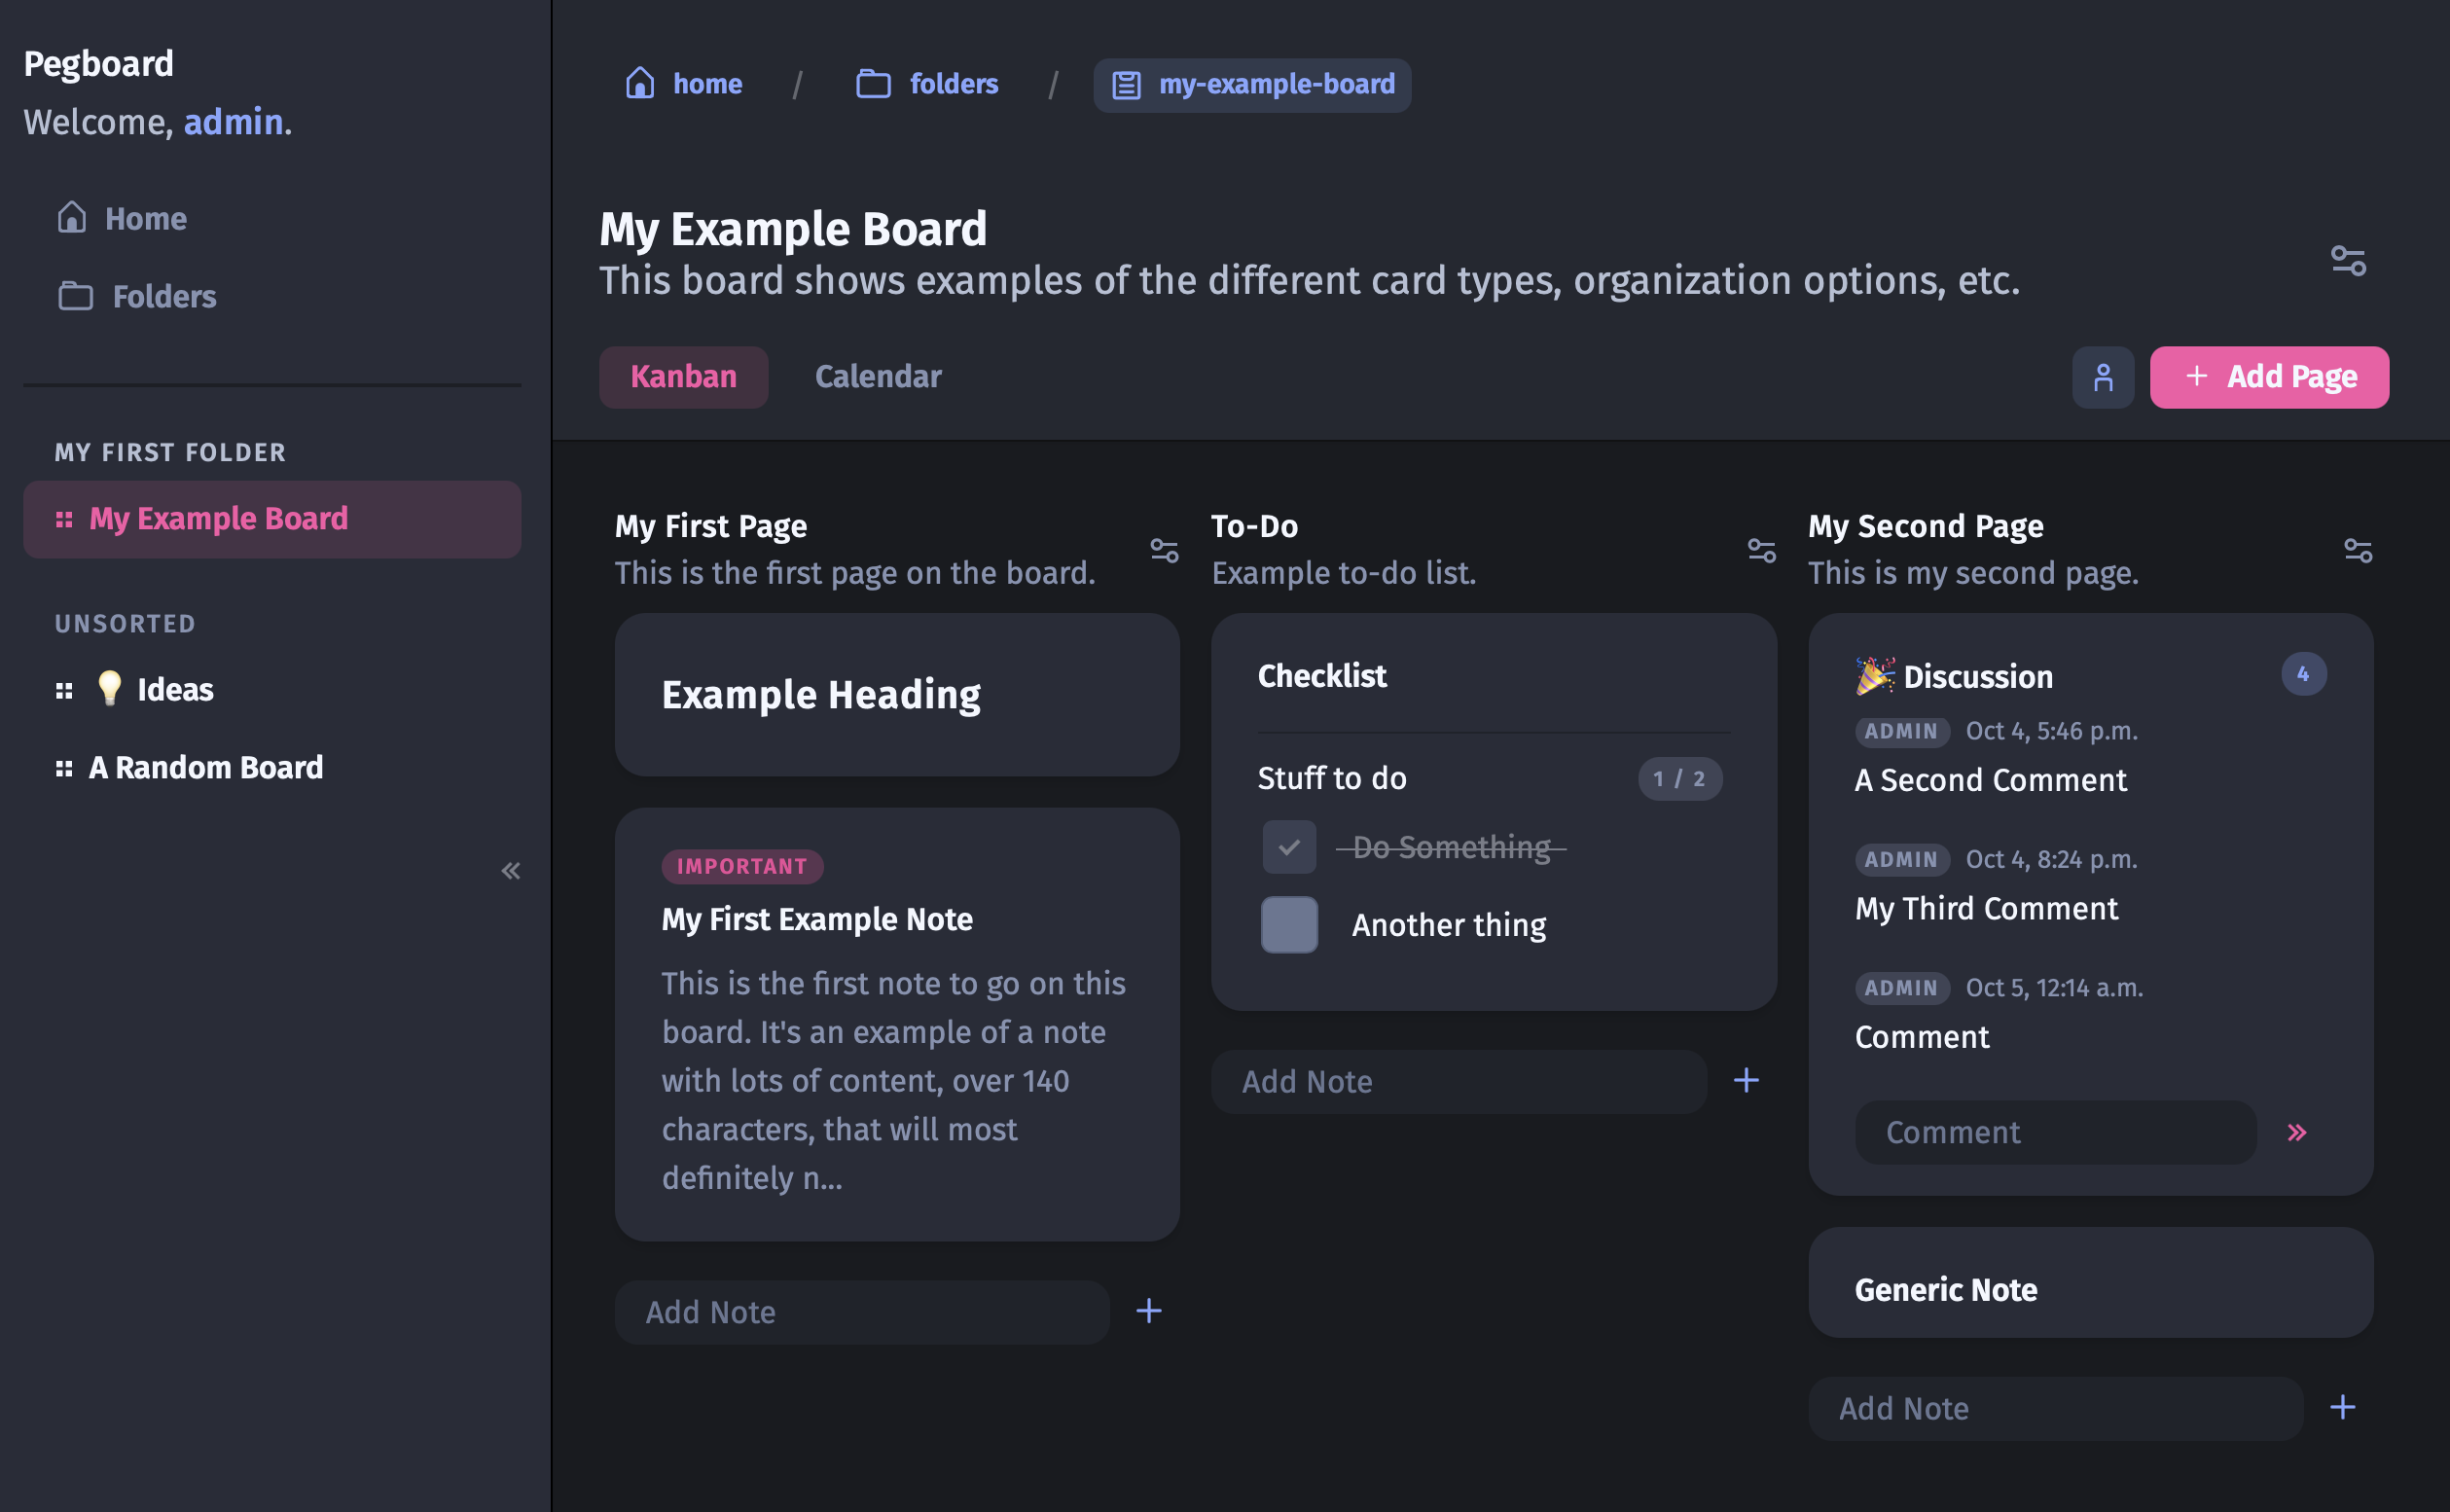 Pegboard
Welcome, admin.
Home
Folders
MY FIRST FOLDER
My Example Board
UNSORTED
💡 Ideas
A Random Board
home / folders / my-example-board
My Example Board
This board shows examples of the different card types, organization options, etc.
Kanban
Calendar
+ Add Page
My First Page
This is the first page on the board.
Example Heading
IMPORTANT
My First Example Note
This is the first note to go on this
board. It's an example of a note
with lots of content, over 140
characters, that will most
definitely n...
Add Note
To-Do
Example to-do list.
Checklist
Stuff to do
1 / 2
Do Something
Another thing
Add Note
My Second Page
This is my second page.
🎉 Discussion
4
ADMIN Oct 4, 5:46 p.m.
A Second Comment
ADMIN Oct 4, 8:24 p.m.
My Third Comment
ADMIN Oct 5, 12:14 a.m.
Comment
Comment
Generic Note
Add Note